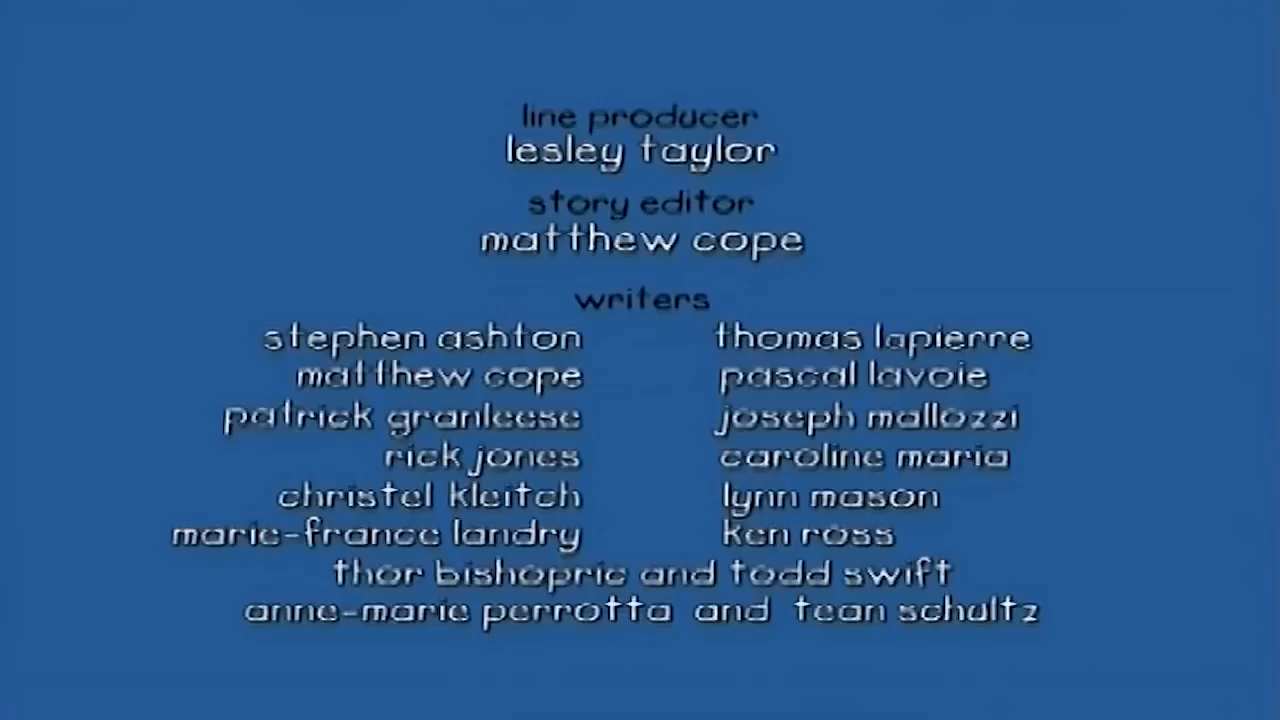 line producer
lesley taylor
story editor
matthew cope
writers
stephen ashton thomas lapierre
matthew cope pascal lavoie
patrick granleese joseph mallozzi
rick jones caroline maria
christel kleitch lynn mason
marie-france landry ken ross
thor bishopric and todd swift
anne-marie perrotta and tean schultz